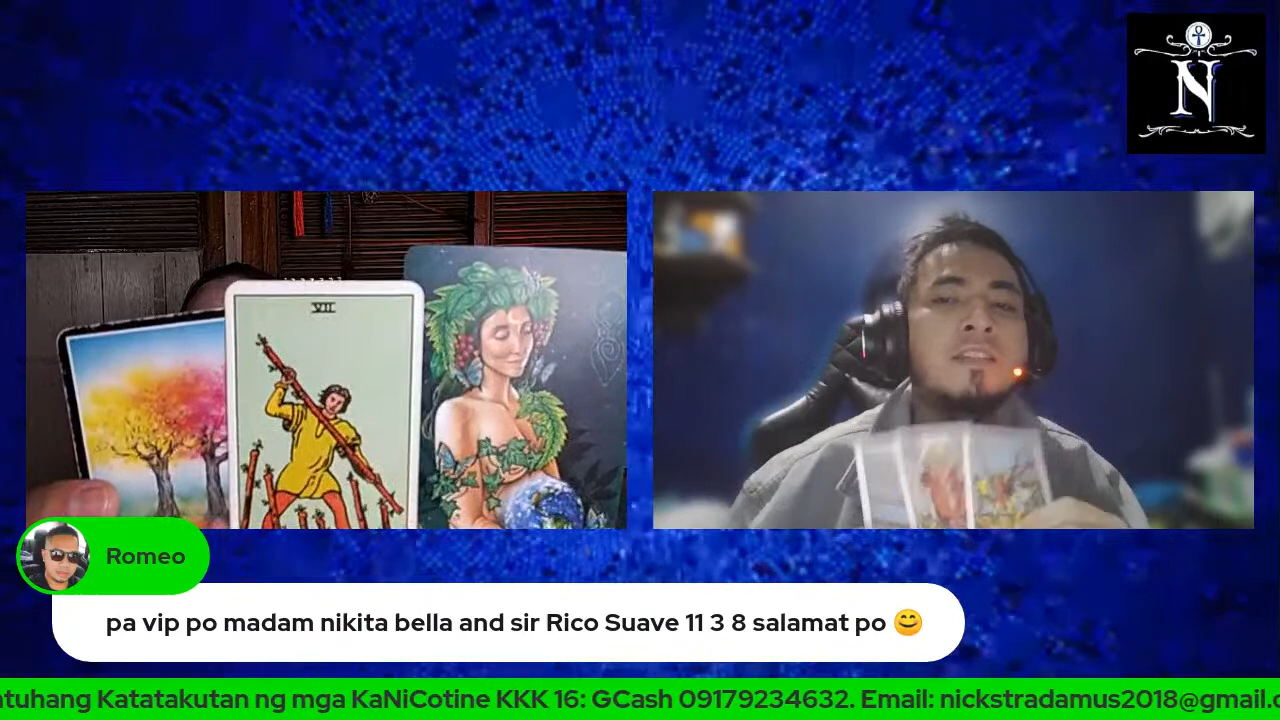 N
VII
Romeo
pa vip po madam nikita bella and sir Rico Suave 11 3 8 salamat po 😊
ntuhang Katatakutan ng mga KaNiCotine KKK 16: GCash 09179234632. Email: nickstradamus2018@gmail.c